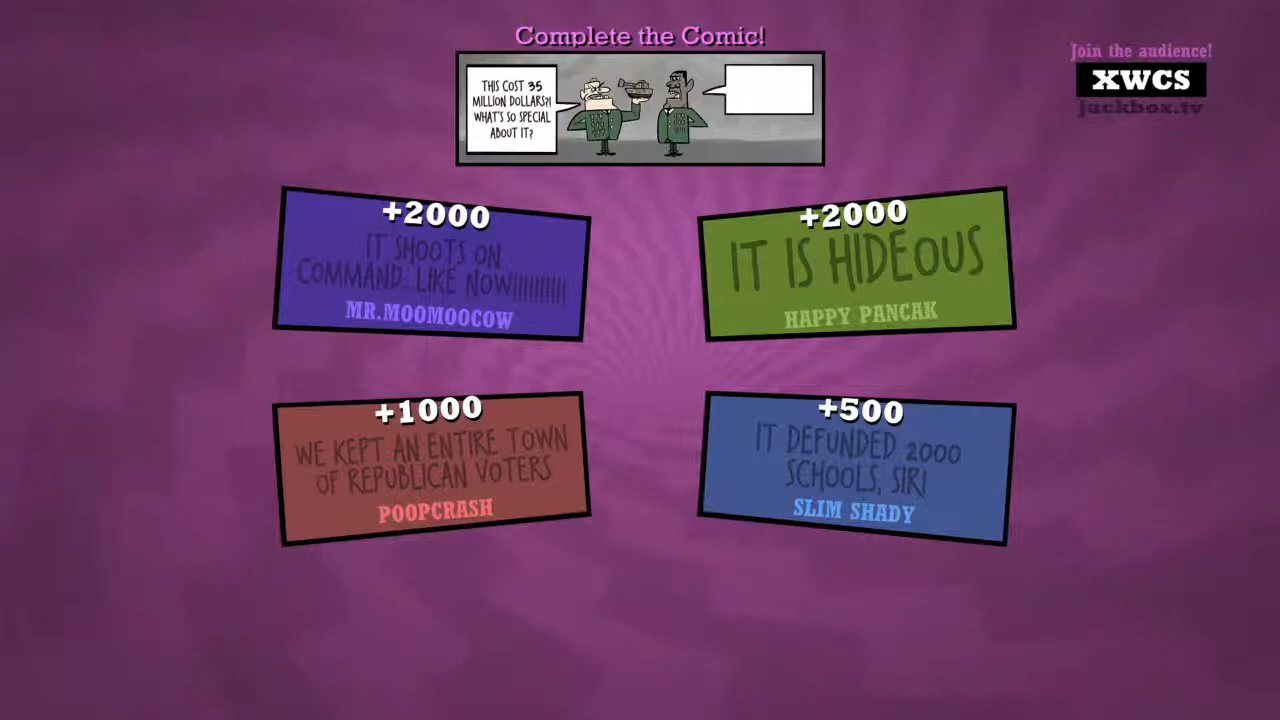 Complete the Comic!
THIS COST 35
MILLION DOLLARS?!
WHAT'S SO SPECIAL
ABOUT IT?
Join the audience!
XWCS
jackbox.tv
+2000
IT SHOOTS ON
COMMAND...LIKE NOW!!!!!!!!!!
MR.MOOMOOCOW
+2000
IT IS HIDEOUS
HAPPY PANCAK
+1000
WE KEPT AN ENTIRE TOWN
OF REPUBLICAN VOTERS
POOPCRASH
+500
IT DEFUNDED 2000
SCHOOLS, SIR!
SLIM SHADY